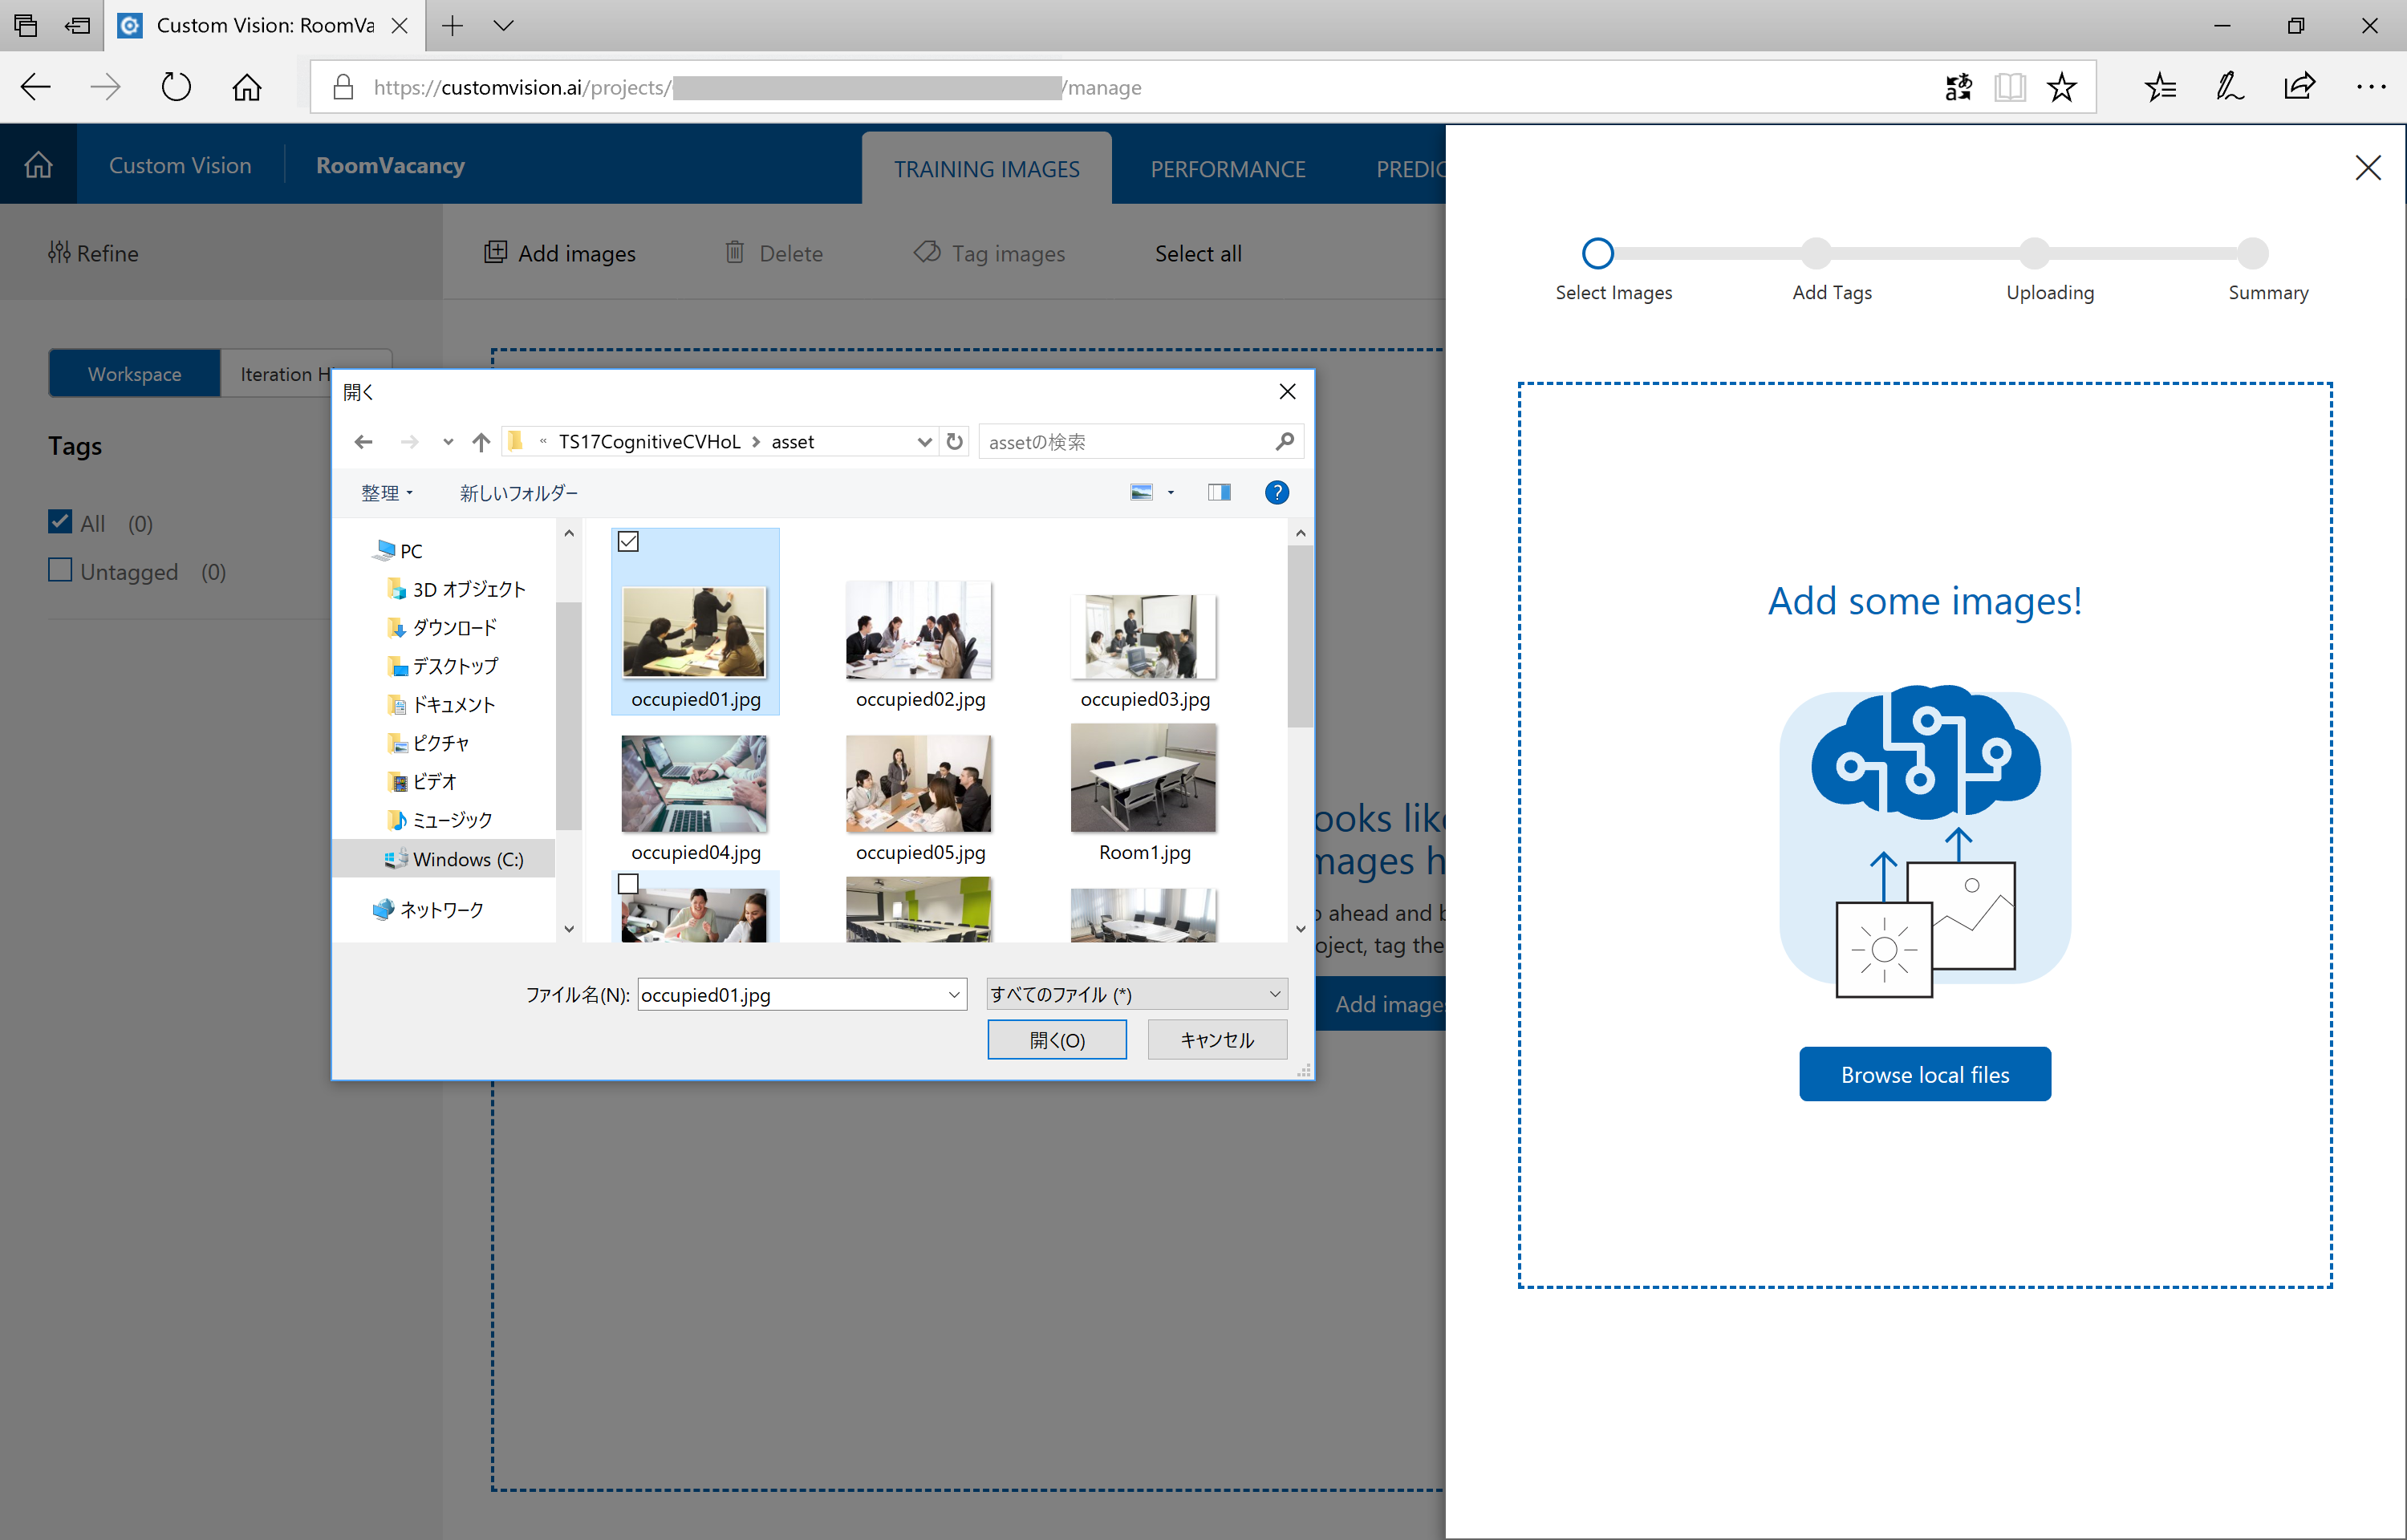 Custom Vision: RoomVa
https://customvision.ai/projects/ /manage
Custom Vision
RoomVacancy
TRAINING IMAGES
PERFORMANCE
PREDIC
Refine
Add images
Delete
Tag images
Select all
Workspace
Iteration H
Tags
All (0)
Untagged (0)
開く
« TS17CognitiveCVHoL > asset
assetの検索
整理
新しいフォルダー
PC
3D オブジェクト
ダウンロード
デスクトップ
ドキュメント
ピクチャ
ビデオ
ミュージック
Windows (C:)
ネットワーク
occupied01.jpg
occupied02.jpg
occupied03.jpg
occupied04.jpg
occupied05.jpg
Room1.jpg
ファイル名(N):
occupied01.jpg
すべてのファイル (*)
開く(O)
キャンセル
ooks like
mages h
o ahead and b
oject, tag the
Add images
Select Images
Add Tags
Uploading
Summary
Add some images!
Browse local files